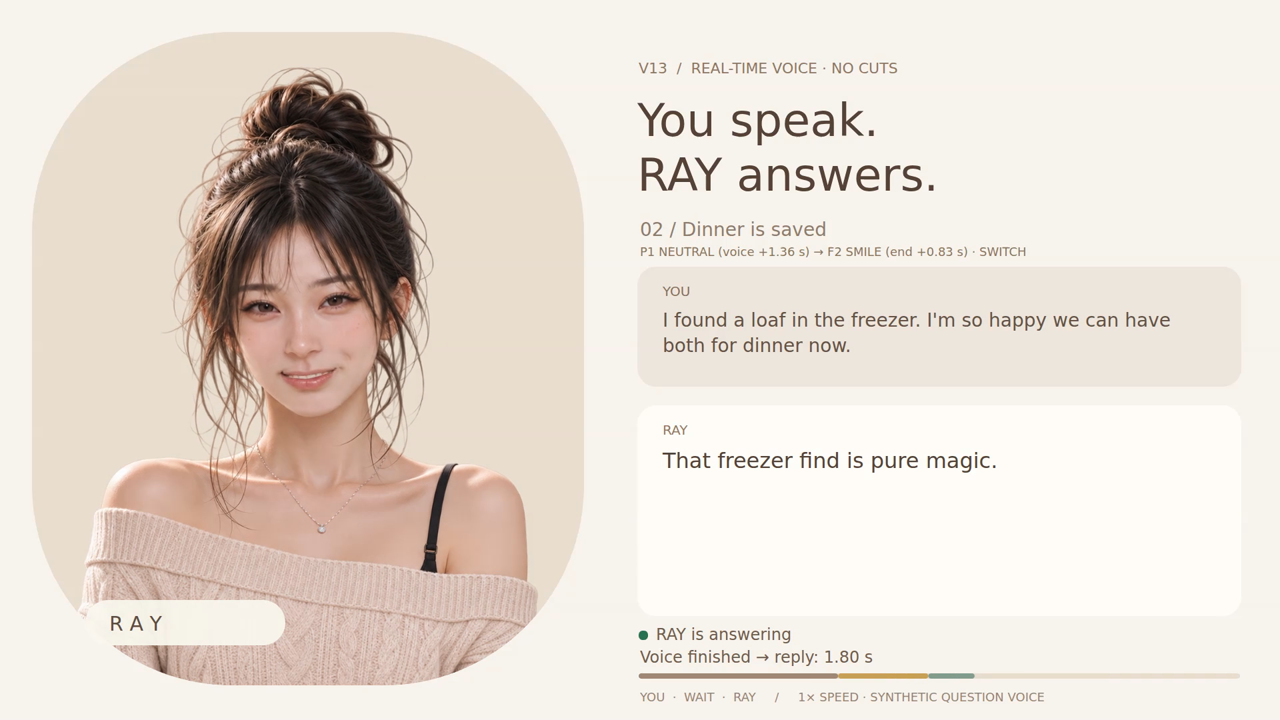 V13 / REAL-TIME VOICE · NO CUTS
You speak.
RAY answers.
02 / Dinner is saved
P1 NEUTRAL (voice +1.36 s) → F2 SMILE (end +0.83 s) · SWITCH
YOU
I found a loaf in the freezer. I'm so happy we can have
both for dinner now.
RAY
That freezer find is pure magic.
RAY
RAY is answering
Voice finished → reply: 1.80 s
YOU · WAIT · RAY / 1× SPEED · SYNTHETIC QUESTION VOICE